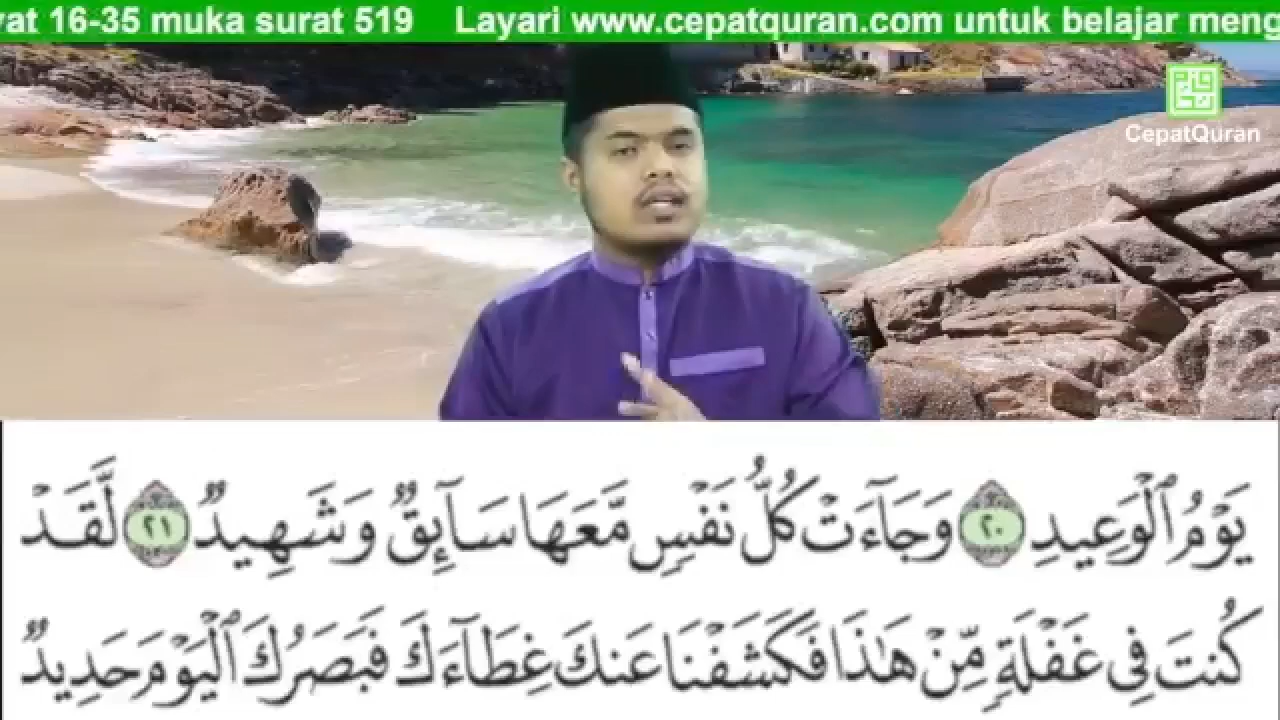 yat 16-35 muka surat 519 Layari www.cepatquran.com untuk belajar meng
CepatQuran
يَوْمُ ٱلْوَعِيدِ ٢٠ وَجَآءَتْ كُلُّ نَفْسٍ مَّعَهَا سَآئِقٌ وَشَهِيدٌ ٢١ لَّقَدْ
كُنتَ فِى غَفْلَةٍ مِّنْ هَـٰذَا فَكَشَفْنَا عَنكَ غِطَآءَكَ فَبَصَرُكَ ٱلْيَوْمَ حَدِيدٌ